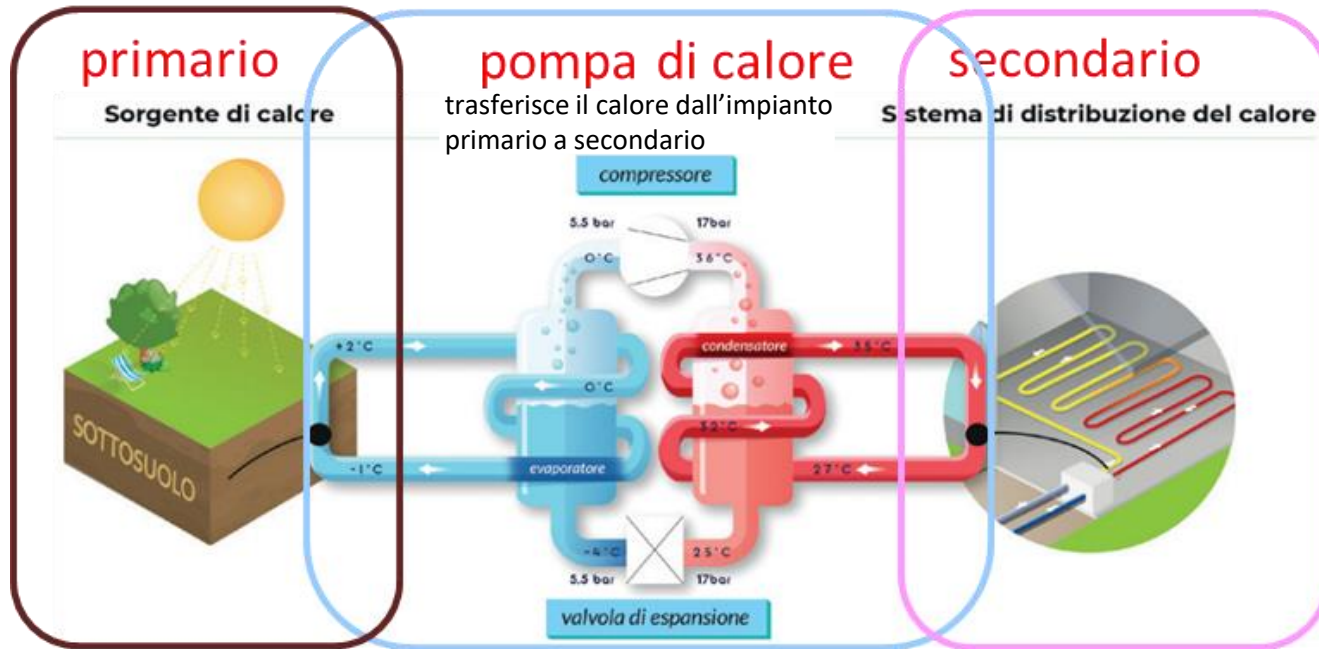 primario
pompa di calore
secondario
Sorgente di calore
trasferisce il calore dall'impianto
primario a secondario
Sistema di distribuzione del calore
compressore
5.5 bar
17bar
0°C
36°C
+2°C
condensatore
35°C
0°C
32°C
SOTTOSUOLO
-1°C
evaporatore
27°C
-4°C
25°C
5.5 bar
17bar
valvola di espansione